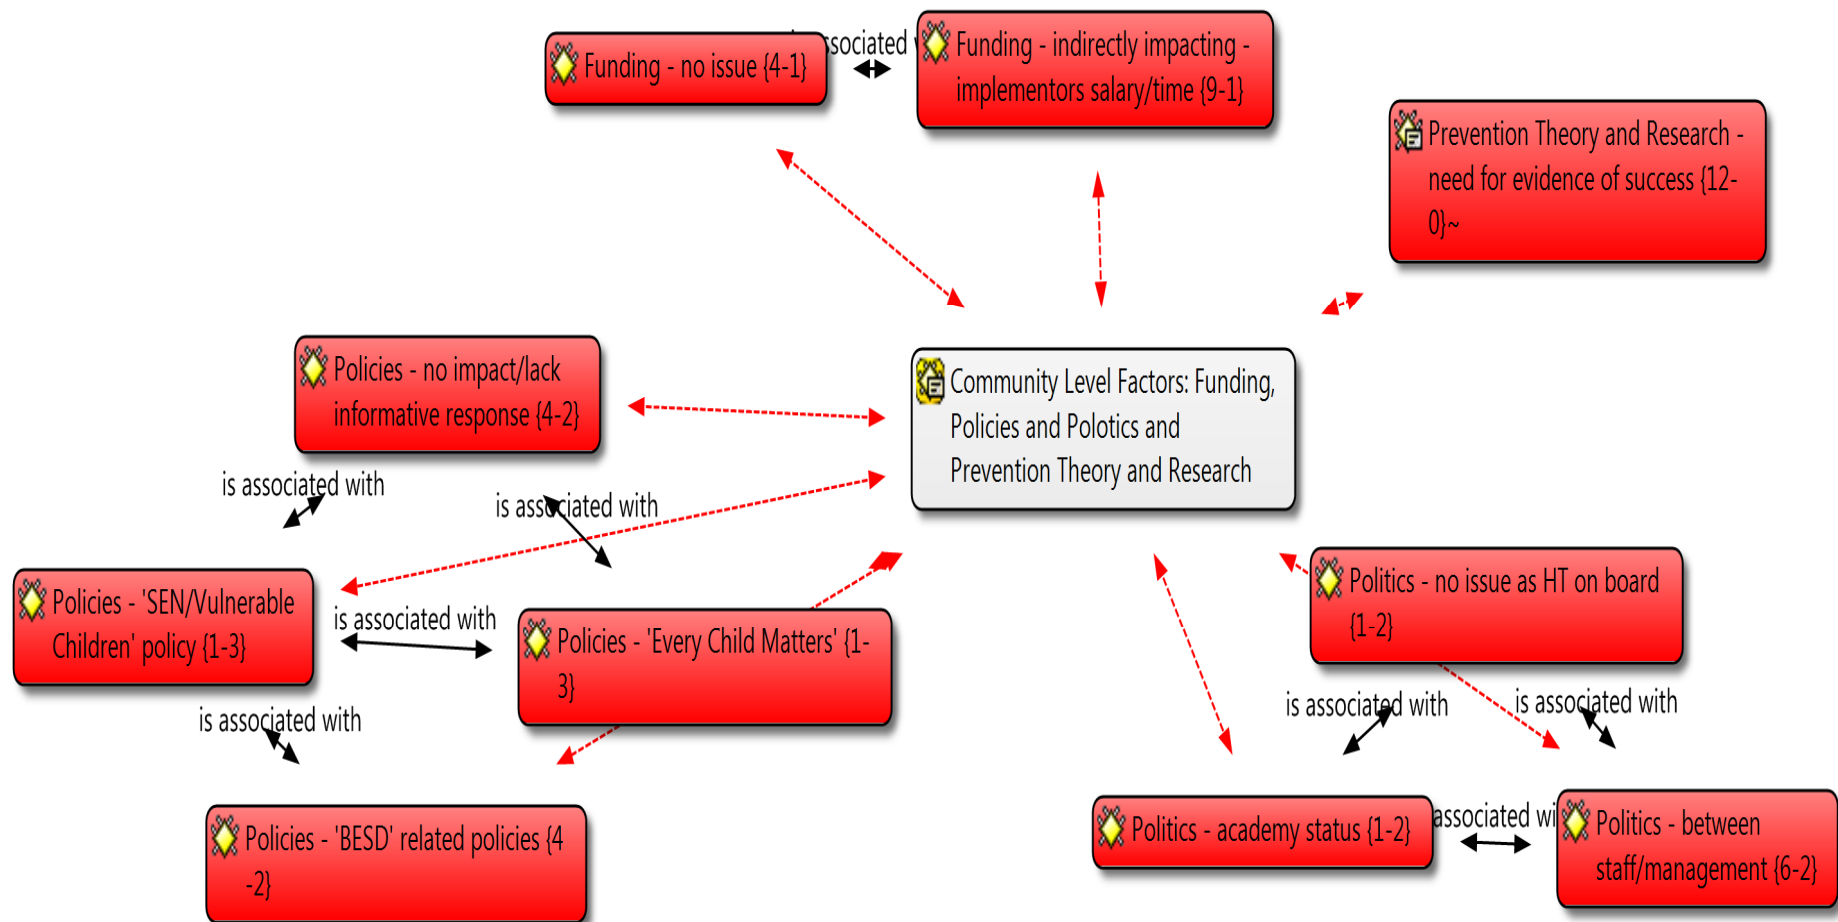 Funding - no issue {4-1}
associated
Funding - indirectly impacting -
implementors salary/time {9-1}
Prevention Theory and Research -
need for evidence of success {12-
0}~
Policies - no impact/lack
informative response {4-2}
Community Level Factors: Funding,
Policies and Polotics and
Prevention Theory and Research
is associated with
is associated with
Policies - 'SEN/Vulnerable
Children' policy {1-3}
is associated with
Policies - 'Every Child Matters' {1-
3}
Politics - no issue as HT on board
{1-2}
is associated with
is associated with
is associated with
Policies - 'BESD' related policies {4
-2}
Politics - academy status {1-2}
associated wi
Politics - between
staff/management {6-2}